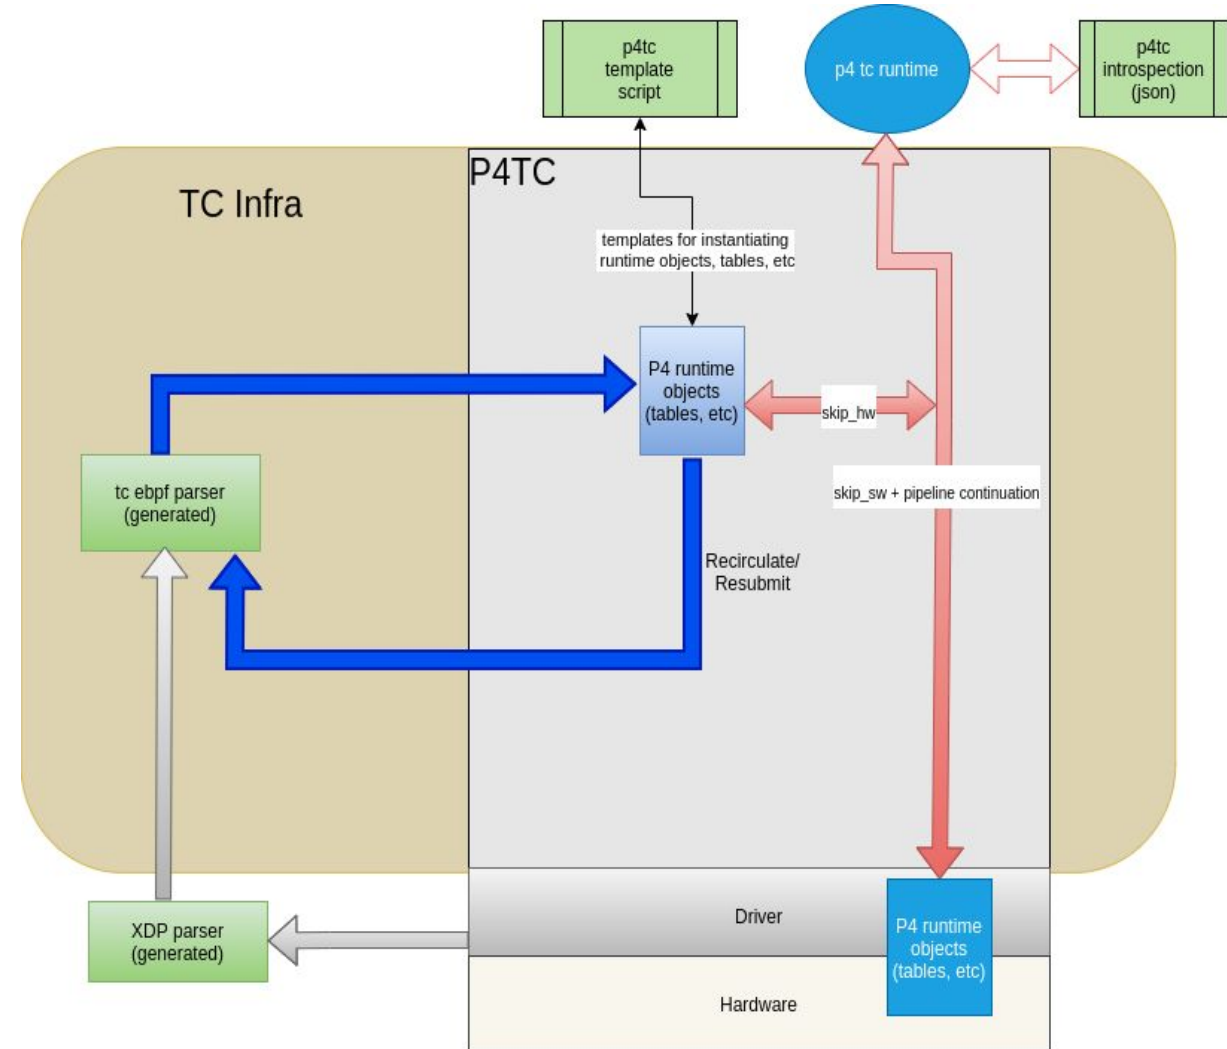 p4tc
template
script
p4 tc runtime
p4tc
introspection
(json)
TC Infra
P4TC
templates for instantiating
runtime objects, tables, etc
P4 runtime
objects
(tables, etc)
skip_hw
tc ebpf parser
(generated)
skip_sw + pipeline continuation
Recirculate/
Resubmit
XDP parser
(generated)
Driver
P4 runtime
objects
(tables, etc)
Hardware